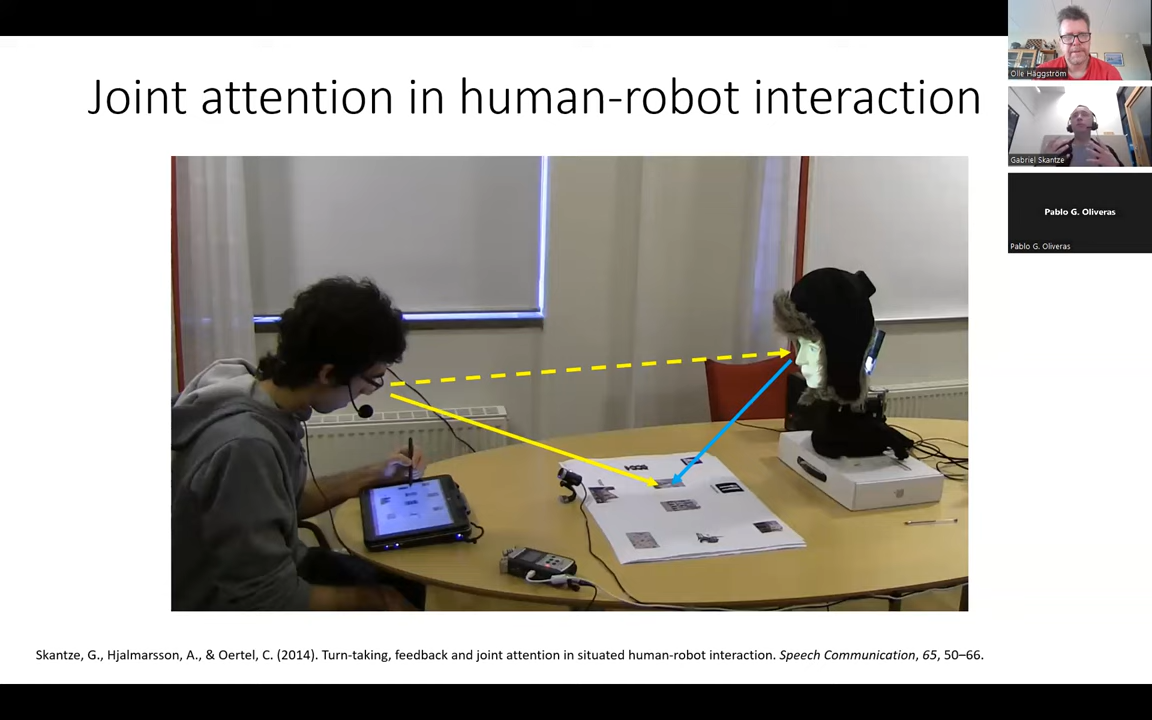 Joint attention in human-robot interaction
Olle Häggström
Gabriel Skantze
Pablo G. Oliveras
Pablo G. Oliveras
Skantze, G., Hjalmarsson, A., & Oertel, C. (2014). Turn-taking, feedback and joint attention in situated human-robot interaction. Speech Communication, 65, 50–66.